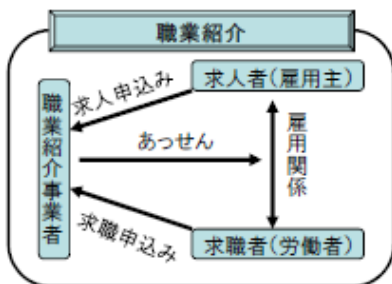 職業紹介
求人者(雇用主)
求人申込み
職業紹介事業者
あっせん
雇用関係
求職申込み
求職者(労働者)